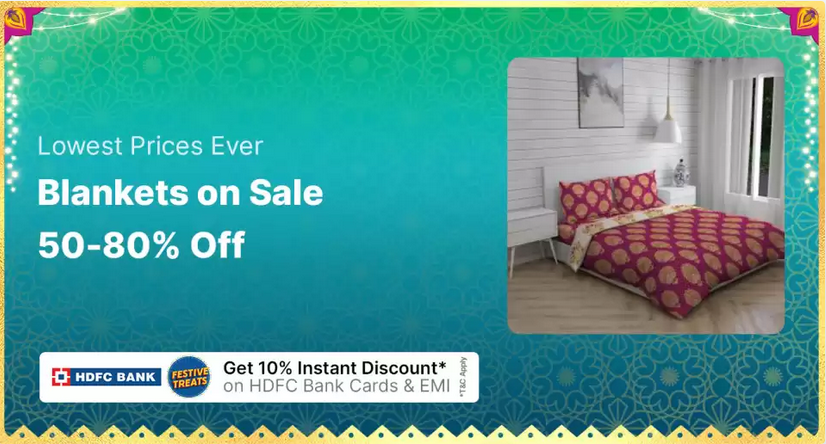 Lowest Prices Ever
Blankets on Sale
50-80% Off
HDFC BANK
FESTIVE
TREATS
Get 10% Instant Discount*
on HDFC Bank Cards & EMI
*T&C Apply